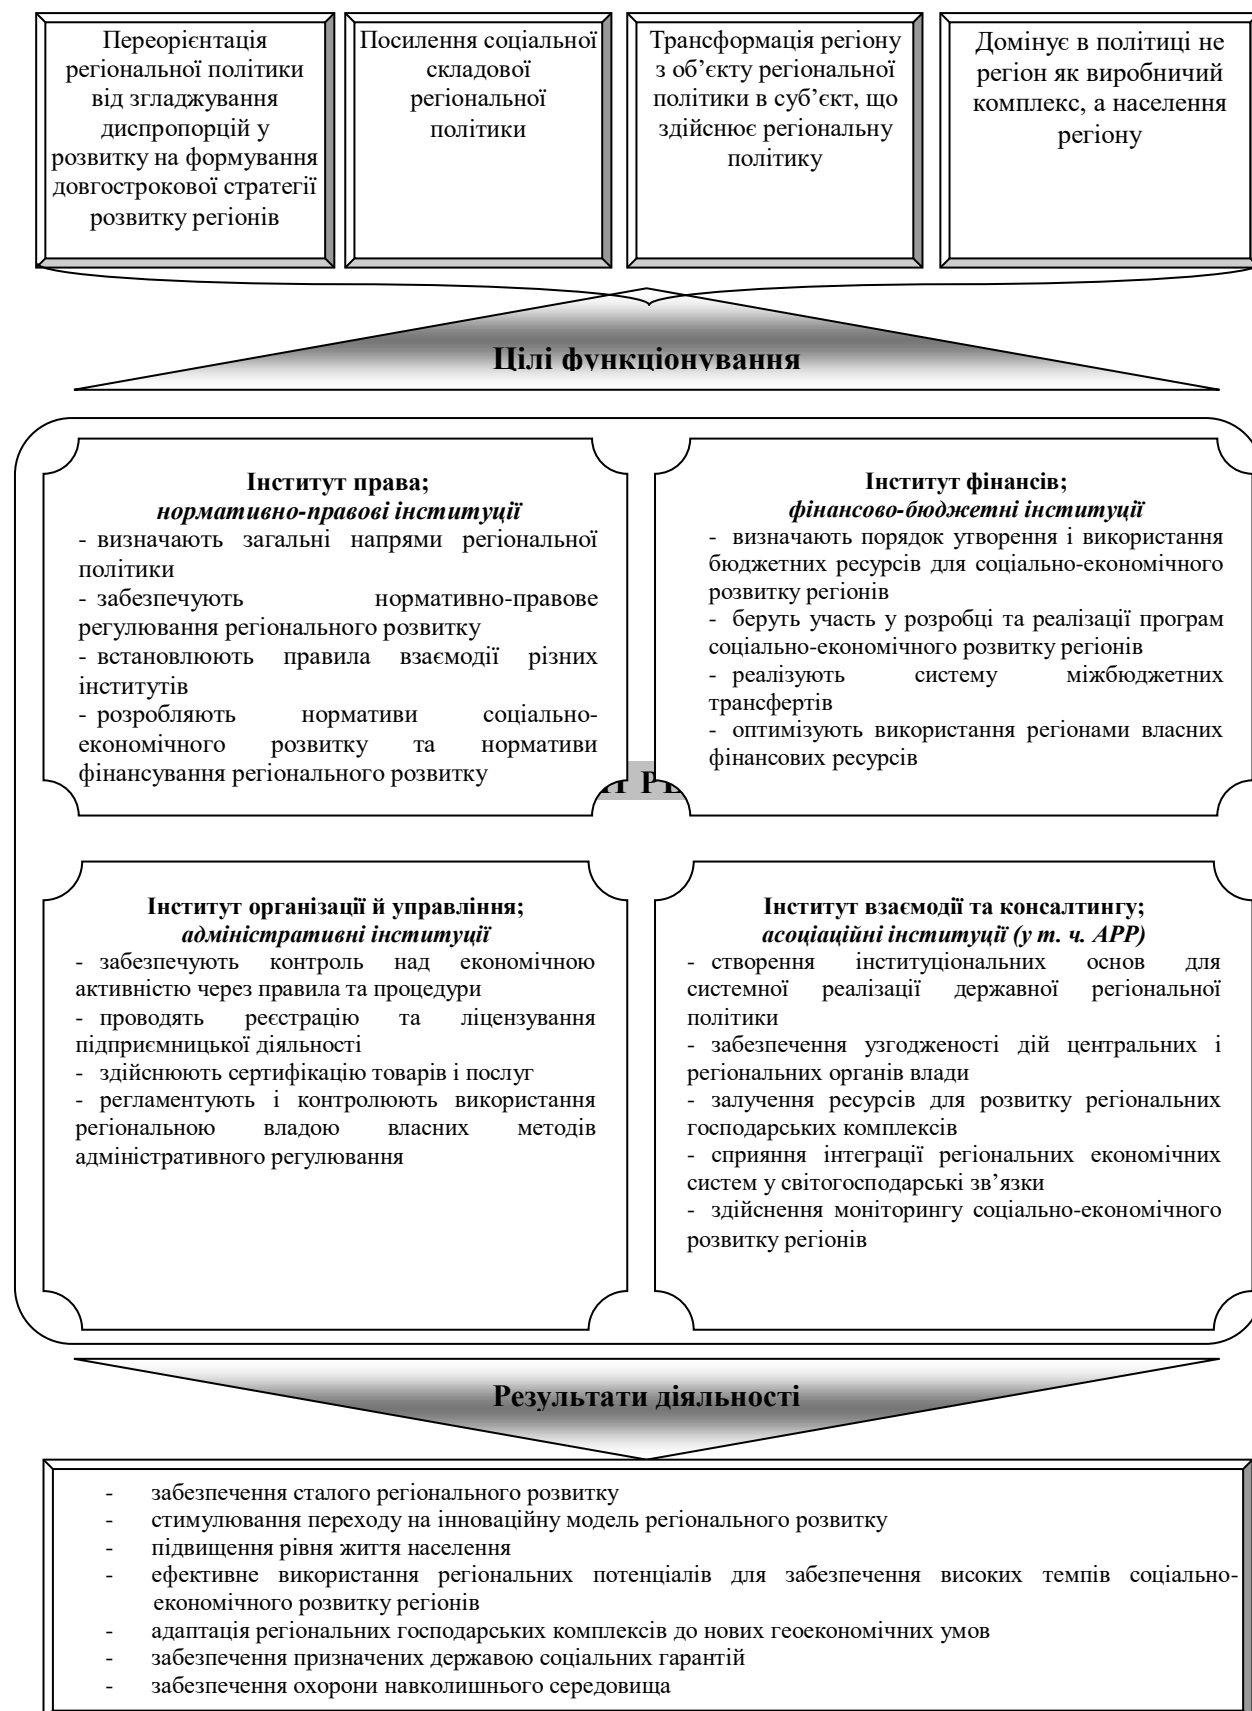 Переорієнтація
регіональної політики
від згладжування
диспропорцій у
розвитку на формування
довгострокової стратегії
розвитку регіонів
Посилення соціальної
складової
регіональної
політики
Трансформація регіону
з об’єкту регіональної
політики в суб’єкт, що
здійснює регіональну
політику
Домінує в політиці не
регіон як виробничий
комплекс, а населення
регіону
Цілі функціонування
Інститут права;
нормативно-правові інституції
- визначають загальні напрями регіональної
політики
- забезпечують нормативно-правове
регулювання регіонального розвитку
- встановлюють правила взаємодії різних
інститутів
- розробляють нормативи соціально-
економічного розвитку та нормативи
фінансування регіонального розвитку
Інститут фінансів;
фінансово-бюджетні інституції
- визначають порядок утворення і використання
бюджетних ресурсів для соціально-економічного
розвитку регіонів
- беруть участь у розробці та реалізації програм
соціально-економічного розвитку регіонів
- реалізують систему міжбюджетних
трансфертів
- оптимізують використання регіонами власних
фінансових ресурсів
Інститут організації й управління;
адміністративні інституції
- забезпечують контроль над економічною
активністю через правила та процедури
- проводять реєстрацію та ліцензування
підприємницької діяльності
- здійснюють сертифікацію товарів і послуг
- регламентують і контролюють використання
регіональною владою власних методів
адміністративного регулювання
Інститут взаємодії та консалтингу;
асоціаційні інституції (у т. ч. АРР)
- створення інституціональних основ для
системної реалізації державної регіональної
політики
- забезпечення узгодженості дій центральних і
регіональних органів влади
- залучення ресурсів для розвитку регіональних
господарських комплексів
- сприяння інтеграції регіональних економічних
систем у світогосподарські зв’язки
- здійснення моніторингу соціально-економічного
розвитку регіонів
Результати діяльності
- забезпечення сталого регіонального розвитку
- стимулювання переходу на інноваційну модель регіонального розвитку
- підвищення рівня життя населення
- ефективне використання регіональних потенціалів для забезпечення високих темпів соціально-
економічного розвитку регіонів
- адаптація регіональних господарських комплексів до нових геоекономічних умов
- забезпечення призначених державою соціальних гарантій
- забезпечення охорони навколишнього середовища